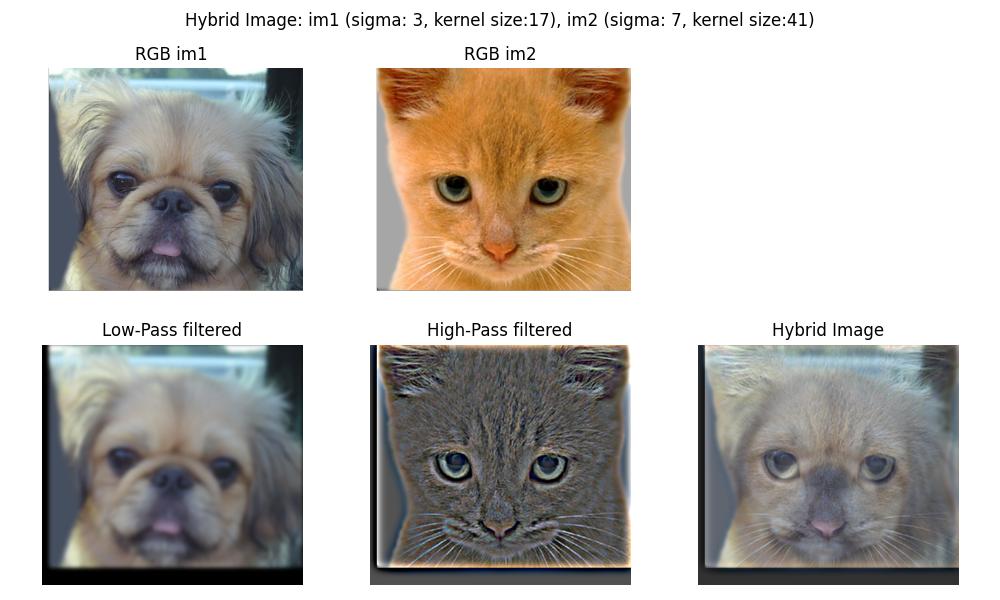 Hybrid Image: im1 (sigma: 3, kernel size:17), im2 (sigma: 7, kernel size:41)
RGB im1
RGB im2
Low-Pass filtered
High-Pass filtered
Hybrid Image